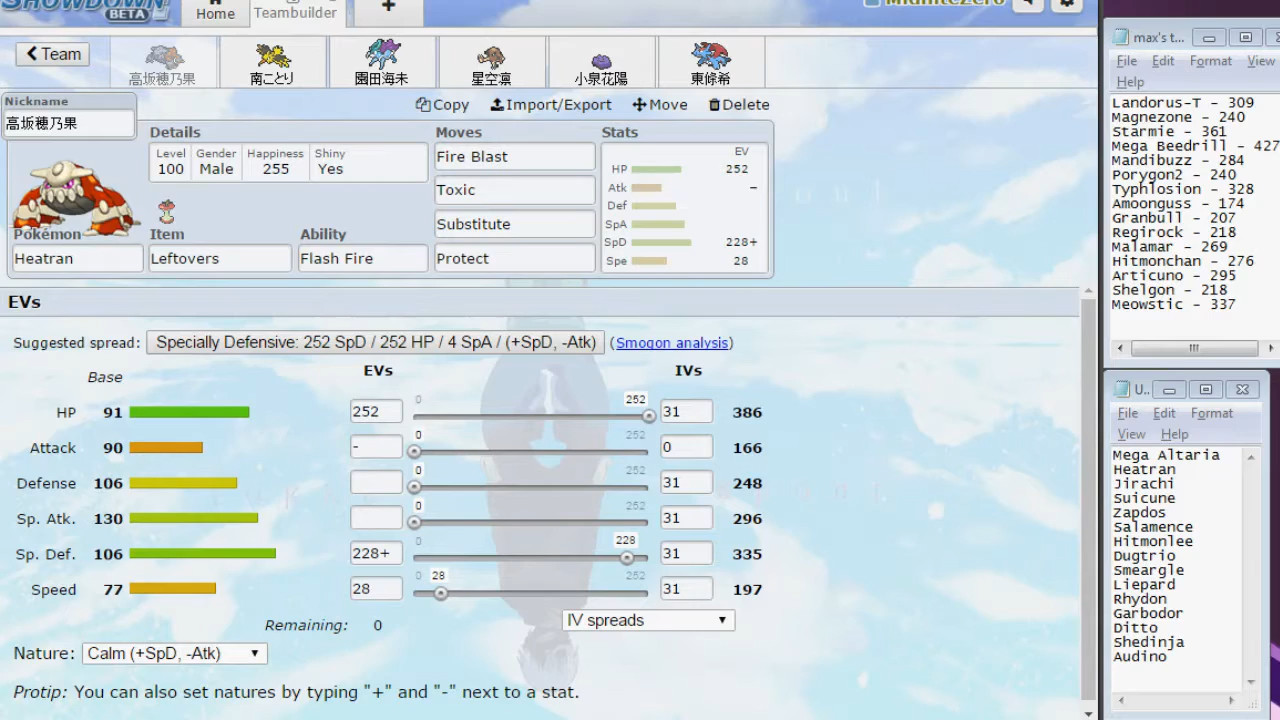 SHOWDOWN
BETA
Home
Teambuilder
+
MidniteZero
Team
高坂穂乃果
南ことり
園田海未
星空凛
小泉花陽
東條希
Nickname
高坂穂乃果
Copy
Import/Export
Move
Delete
Details
Level
Gender
Happiness
Shiny
100
Male
255
Yes
Pokémon
Item
Ability
Heatran
Leftovers
Flash Fire
Moves
Fire Blast
Toxic
Substitute
Protect
Stats
EV
HP 252
Atk –
Def
SpA
SpD 228+
Spe 28
EVs
Suggested spread: Specially Defensive: 252 SpD / 252 HP / 4 SpA / (+SpD, -Atk) (Smogon analysis)
Base EVs IVs
HP 91 252 0 252 31 386
Attack 90 - 0 252 0 166
Defense 106 0 252 31 248
Sp. Atk. 130 0 252 31 296
Sp. Def. 106 228+ 0 228 252 31 335
Speed 77 28 0 28 252 31 197
Remaining: 0
IV spreads
Nature: Calm (+SpD, -Atk)
Protip: You can also set natures by typing "+" and "-" next to a stat.
max's t...
File Edit Format View
Help
Landorus-T - 309
Magnezone - 240
Starmie - 361
Mega Beedrill - 427
Mandibuzz - 284
Porygon2 - 240
Typhlosion - 328
Amoonguss - 174
Granbull - 207
Regirock - 218
Malamar - 269
Hitmonchan - 276
Articuno - 295
Shelgon - 218
Meowstic - 337
U..
File Edit Format
View Help
Mega Altaria
Heatran
Jirachi
Suicune
Zapdos
Salamence
Hitmonlee
Dugtrio
Smeargle
Liepard
Rhydon
Garbodor
Ditto
Shedinja
Audino